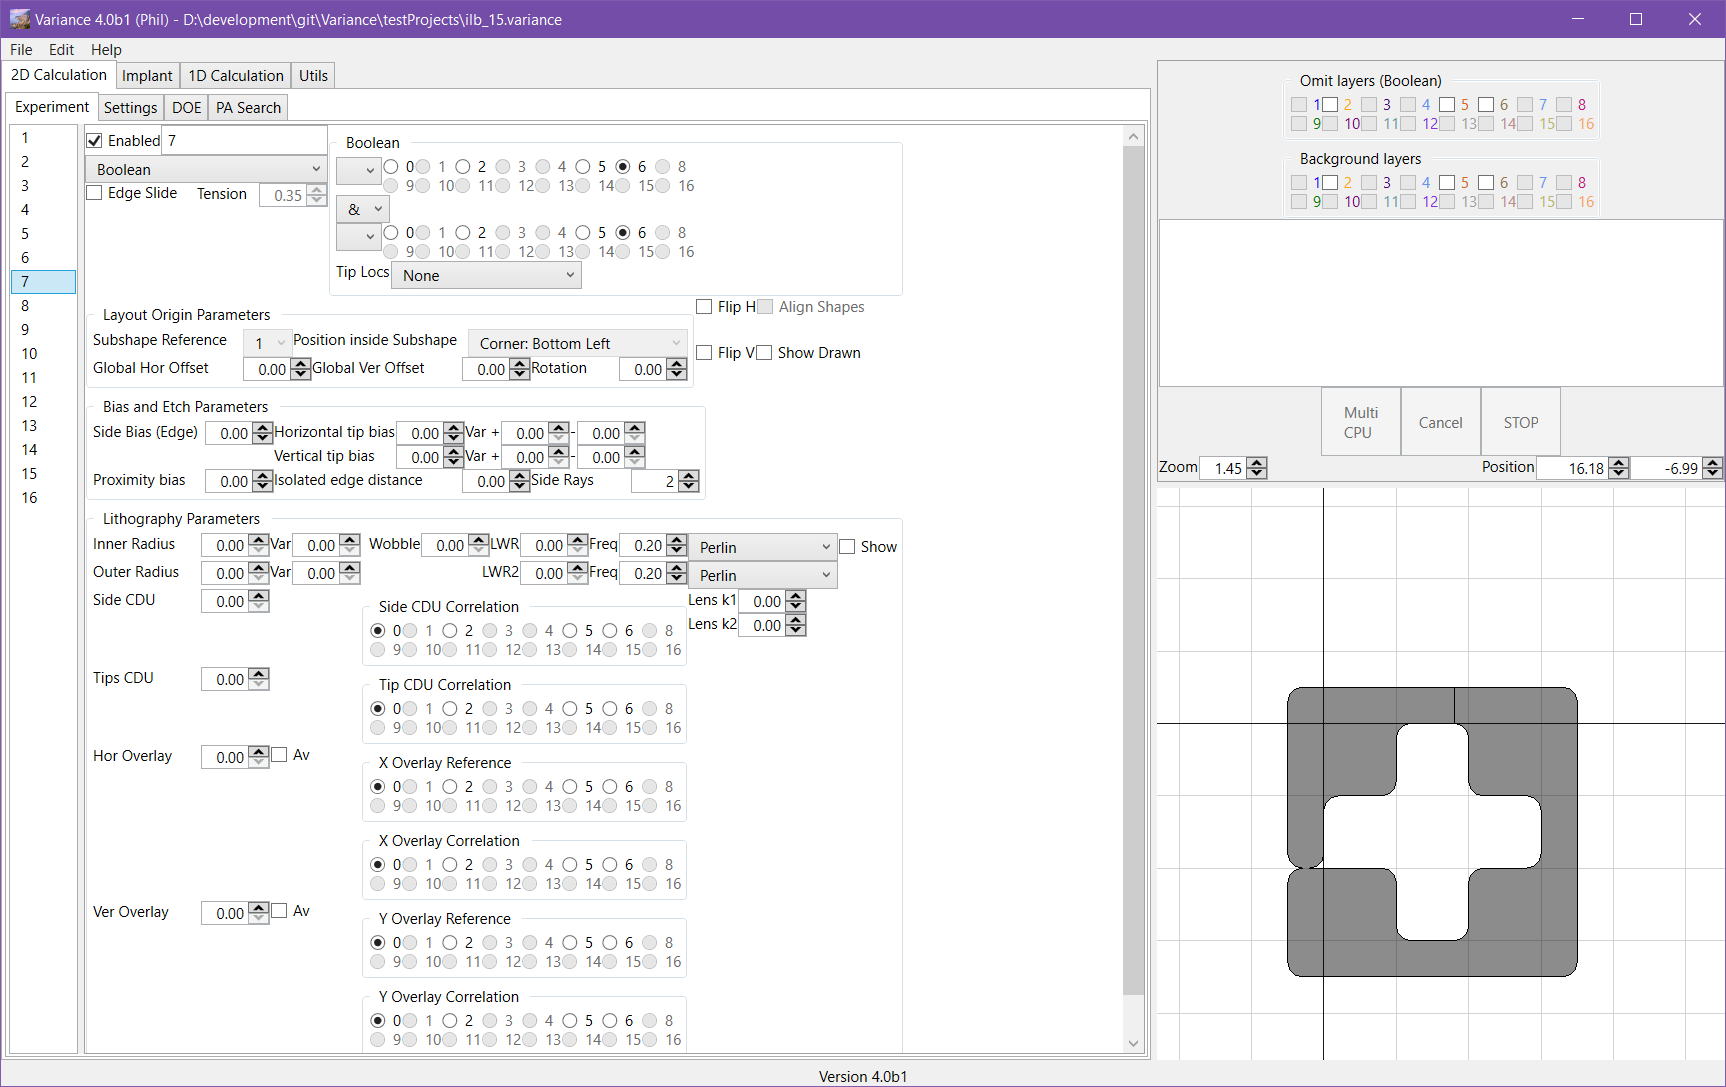 Variance 4.0b1 (Phil) - D:\development\git\Variance\testProjects\ilb_15.variance
File Edit Help
2D Calculation Implant 1D Calculation Utils
Experiment Settings DOE PA Search
1
2
3
4
5
6
7
8
9
10
11
12
13
14
15
16
Enabled 7
Boolean
Edge Slide Tension 0.35
Boolean
0 1 2 3 4 5 6 8
9 10 11 12 13 14 15 16
&
0 1 2 3 4 5 6 8
9 10 11 12 13 14 15 16
Tip Locs None
Layout Origin Parameters
Subshape Reference 1 Position inside Subshape Corner: Bottom Left
Global Hor Offset 0.00 Global Ver Offset 0.00 Rotation 0.00
Flip H Align Shapes
Flip V Show Drawn
Bias and Etch Parameters
Side Bias (Edge) 0.00 Horizontal tip bias 0.00 Var + 0.00 - 0.00
Vertical tip bias 0.00 Var + 0.00 - 0.00
Proximity bias 0.00 Isolated edge distance 0.00 Side Rays 2
Lithography Parameters
Inner Radius 0.00 Var 0.00 Wobble 0.00 LWR 0.00 Freq 0.20 Perlin Show
Outer Radius 0.00 Var 0.00 LWR2 0.00 Freq 0.20 Perlin
Side CDU 0.00
Side CDU Correlation
0 1 2 3 4 5 6 8
9 10 11 12 13 14 15 16
Lens k1 0.00
Lens k2 0.00
Tips CDU 0.00
Tip CDU Correlation
0 1 2 3 4 5 6 8
9 10 11 12 13 14 15 16
Hor Overlay 0.00 Av
X Overlay Reference
0 1 2 3 4 5 6 8
9 10 11 12 13 14 15 16
X Overlay Correlation
0 1 2 3 4 5 6 8
9 10 11 12 13 14 15 16
Ver Overlay 0.00 Av
Y Overlay Reference
0 1 2 3 4 5 6 8
9 10 11 12 13 14 15 16
Y Overlay Correlation
0 1 2 3 4 5 6 8
9 10 11 12 13 14 15 16
Omit layers (Boolean)
1 2 3 4 5 6 7 8
9 10 11 12 13 14 15 16
Background layers
1 2 3 4 5 6 7 8
9 10 11 12 13 14 15 16
Multi
CPU
Cancel
STOP
Zoom 1.45 Position 16.18 -6.99
Version 4.0b1